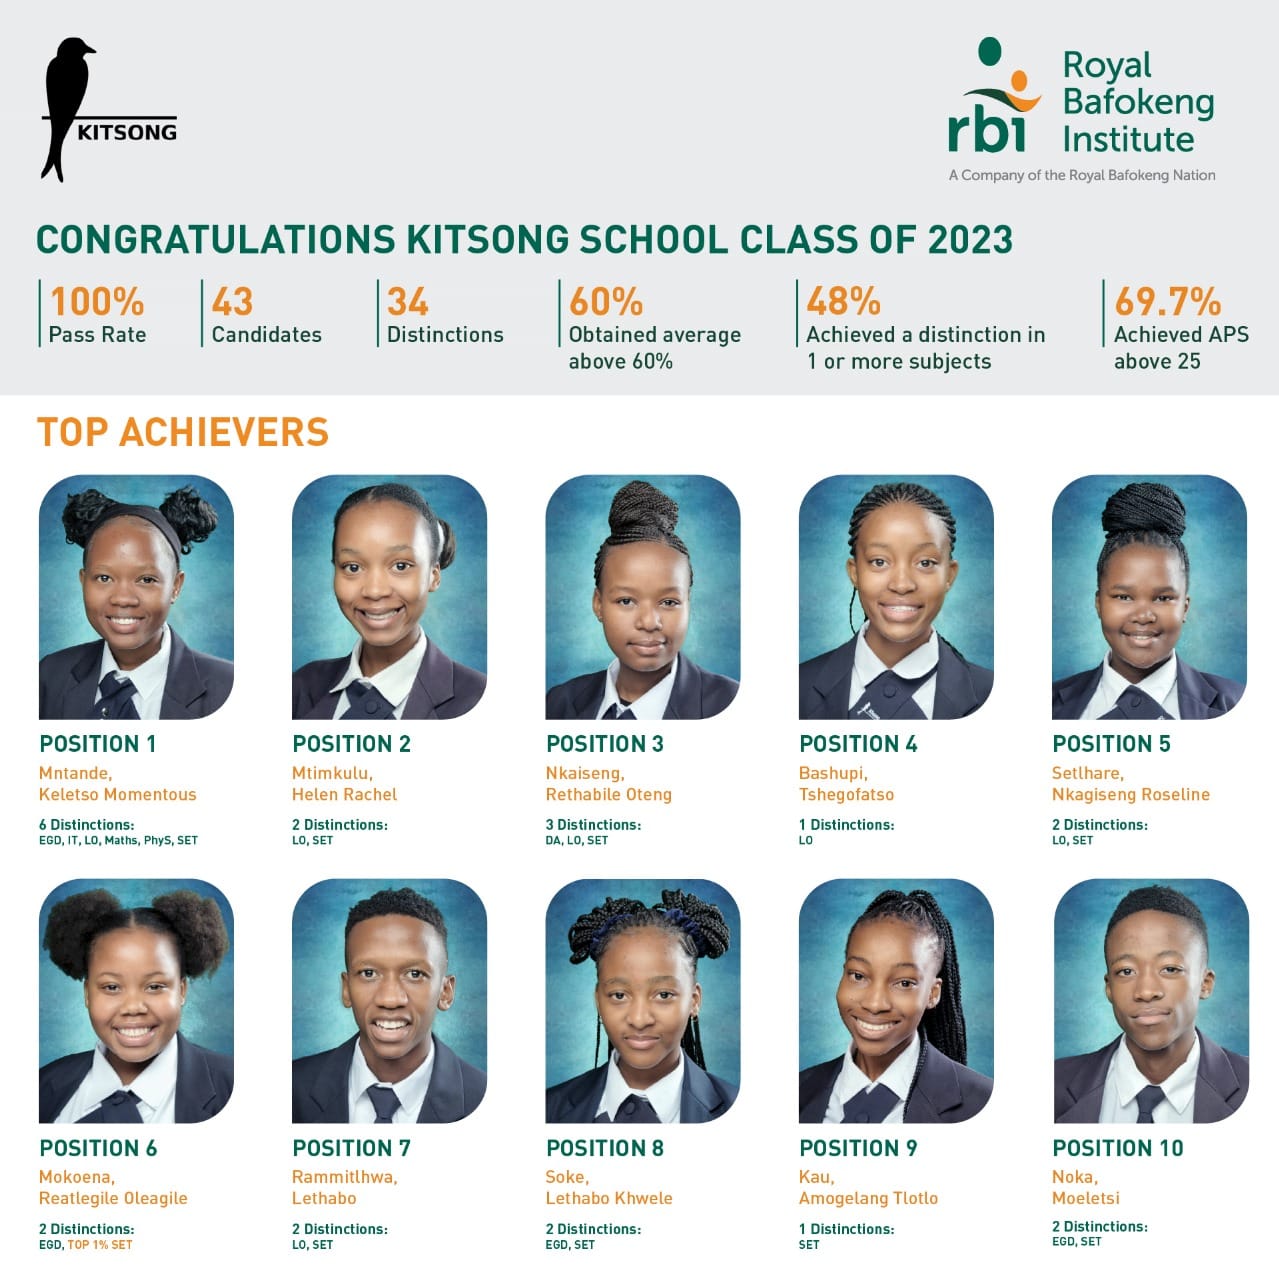 KITSONG
rbi
Royal
Bafokeng
Institute
A Company of the Royal Bafokeng Nation
CONGRATULATIONS KITSONG SCHOOL CLASS OF 2023
100%
Pass Rate
43
Candidates
34
Distinctions
60%
Obtained average
above 60%
48%
Achieved a distinction in
1 or more subjects
69.7%
Achieved APS
above 25
TOP ACHIEVERS
POSITION 1
Mntande,
Keletso Momentous
6 Distinctions:
EGD, IT, LO, Maths, PhyS, SET
POSITION 2
Mtimkulu,
Helen Rachel
2 Distinctions:
LO, SET
POSITION 3
Nkaiseng,
Rethabile Oteng
3 Distinctions:
DA, LO, SET
POSITION 4
Bashupi,
Tshegofatso
1 Distinctions:
LO
POSITION 5
Setlhare,
Nkagiseng Roseline
2 Distinctions:
LO, SET
POSITION 6
Mokoena,
Reatlegile Oleagile
2 Distinctions:
EGD, TOP 1% SET
POSITION 7
Rammitlhwa,
Lethabo
2 Distinctions:
LO, SET
POSITION 8
Soke,
Lethabo Khwele
2 Distinctions:
EGD, SET
POSITION 9
Kau,
Amogelang Tlotlo
1 Distinctions:
SET
POSITION 10
Noka,
Moeletsi
2 Distinctions:
EGD, SET